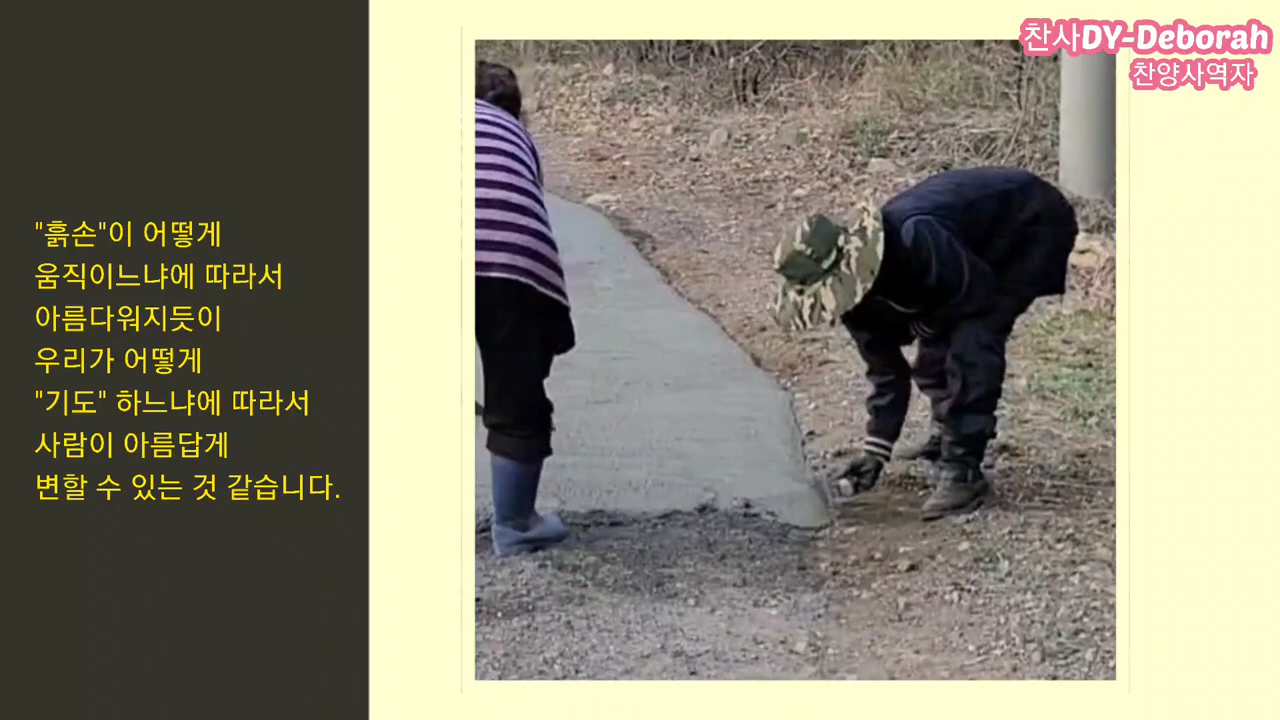 찬사DY-Deborah
찬양사역자
"흙손"이 어떻게
움직이느냐에 따라서
아름다워지듯이
우리가 어떻게
"기도" 하느냐에 따라서
사람이 아름답게
변할 수 있는 것 같습니다.